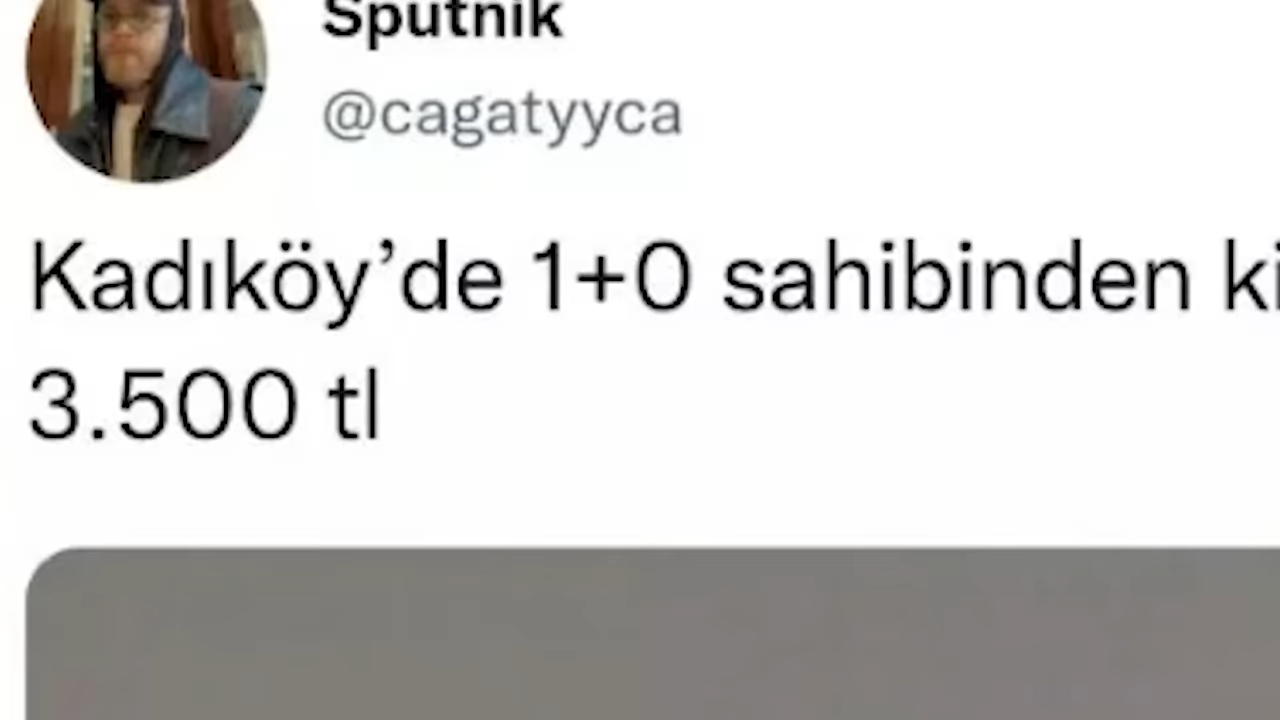 Sputnik
@cagatyyca
Kadıköy’de 1+0 sahibinden
3.500 tl